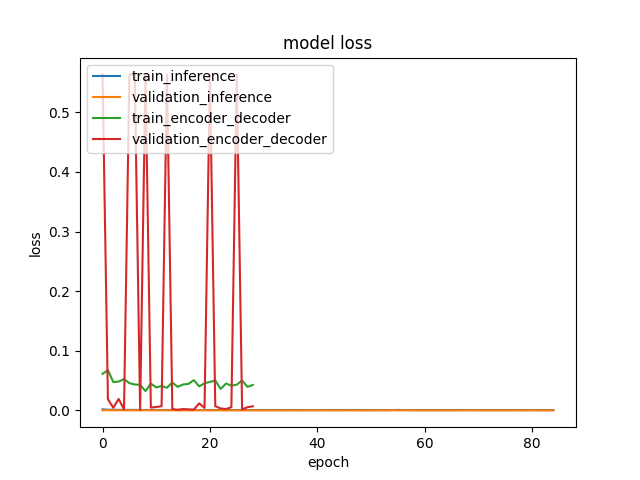 model loss
train_inference
validation_inference
train_encoder_decoder
validation_encoder_decoder
loss
0.5
0.4
0.3
0.2
0.1
0.0
0 20 40 60 80
epoch